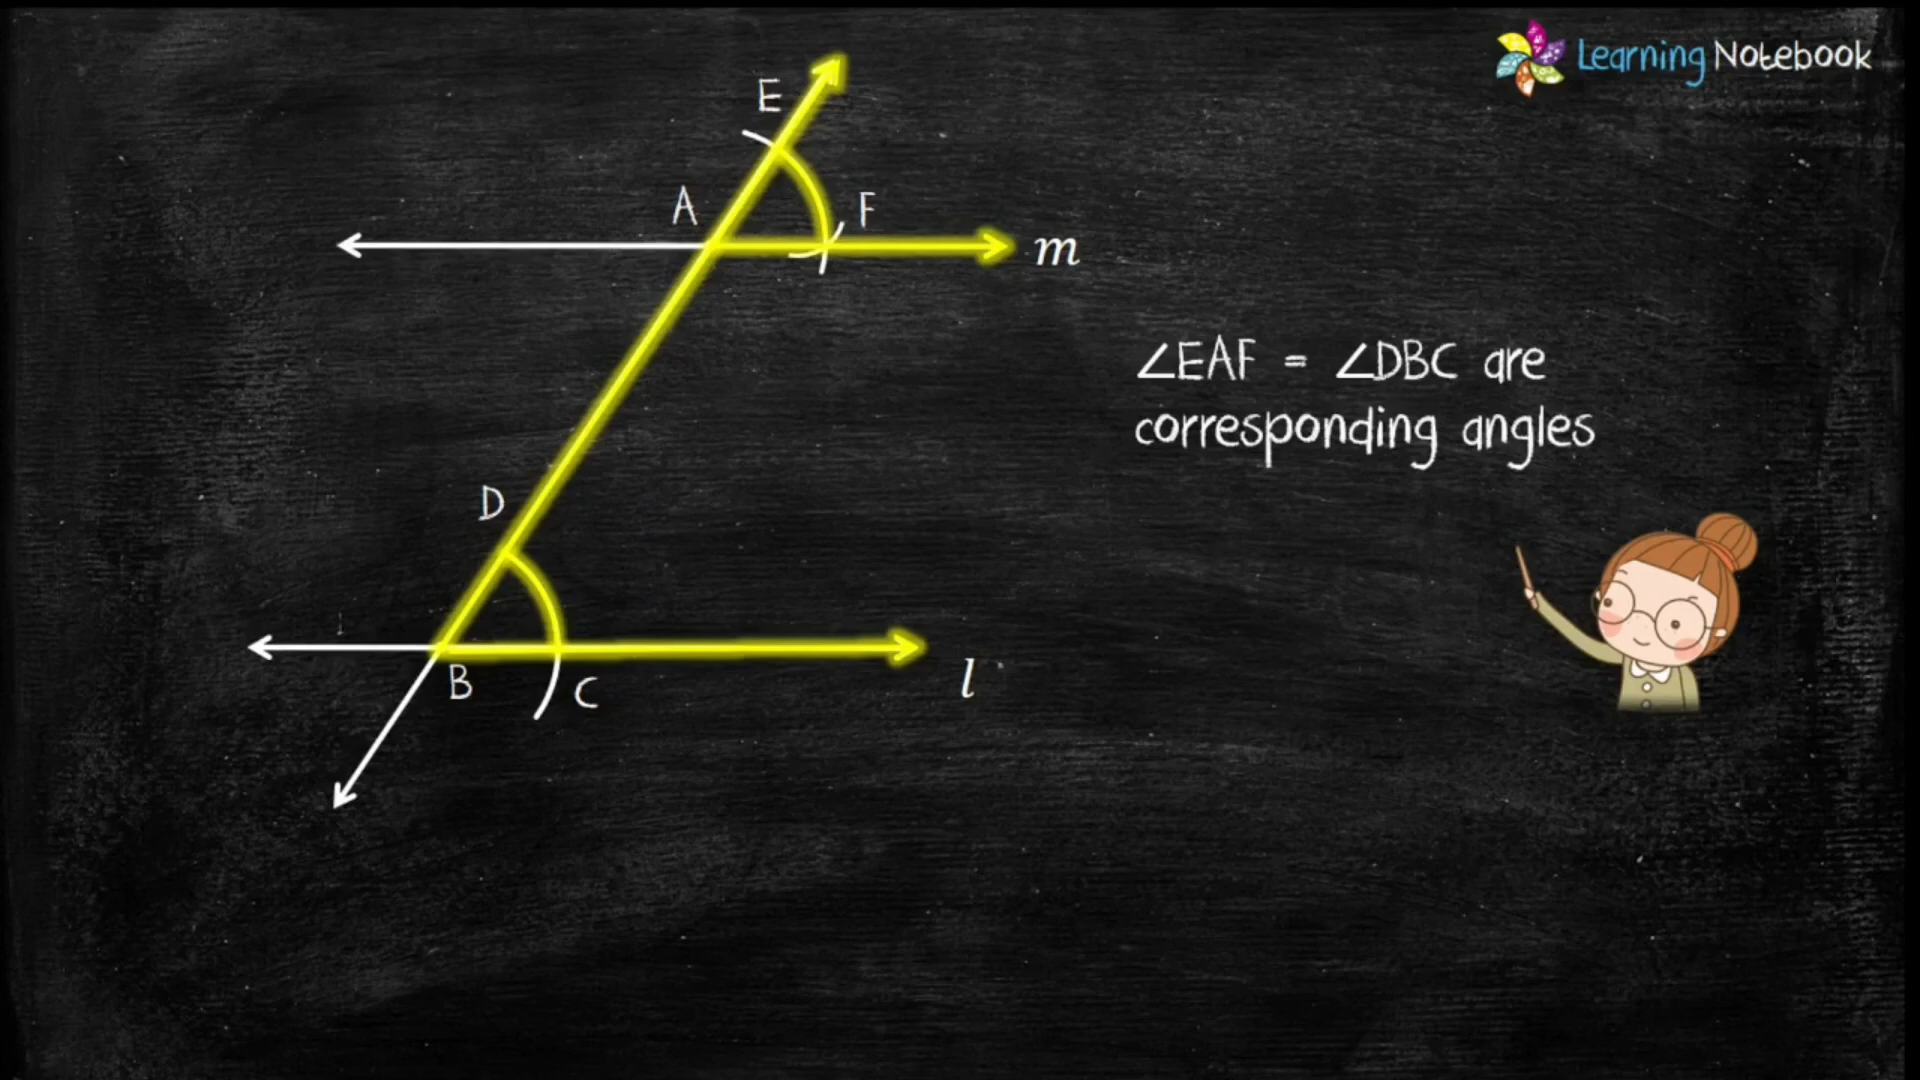 Learning Notebook
E
A
F
m
∠EAF = ∠DBC are
corresponding angles
D
B
C
l